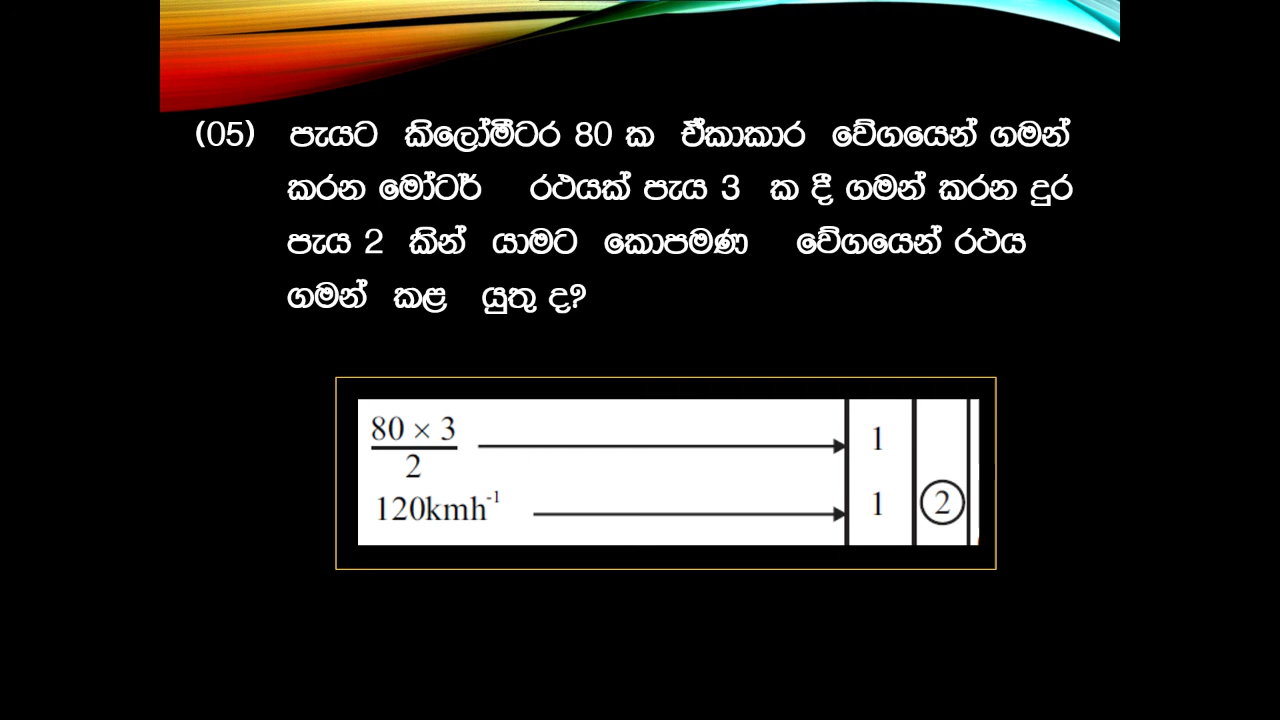 (05) පැයට කිලෝමීටර 80 ක ඒකාකාර වේගයෙන් ගමන්
කරන මෝටර් රථයක් පැය 3 ක දී ගමන් කරන දුර
පැය 2 කින් යාමට කොපමණ වේගයෙන් රථය
ගමන් කළ යුතු ද?
80 × 3 1
2
120kmh⁻¹ 1 2